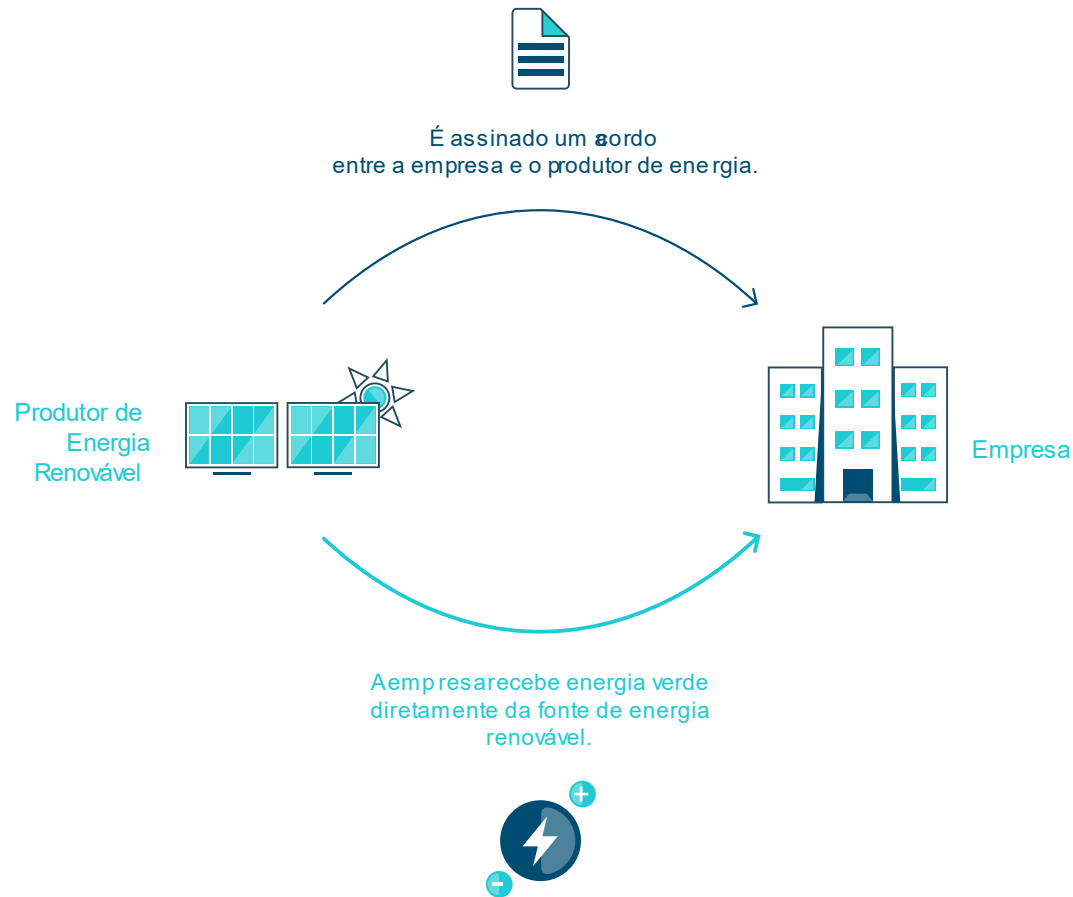 É assinado um acordo
entre a empresa e o produtor de energia.
Produtor de
Energia
Renovável
Empresa
A empresa recebe energia verde
diretamente da fonte de energia
renovável.